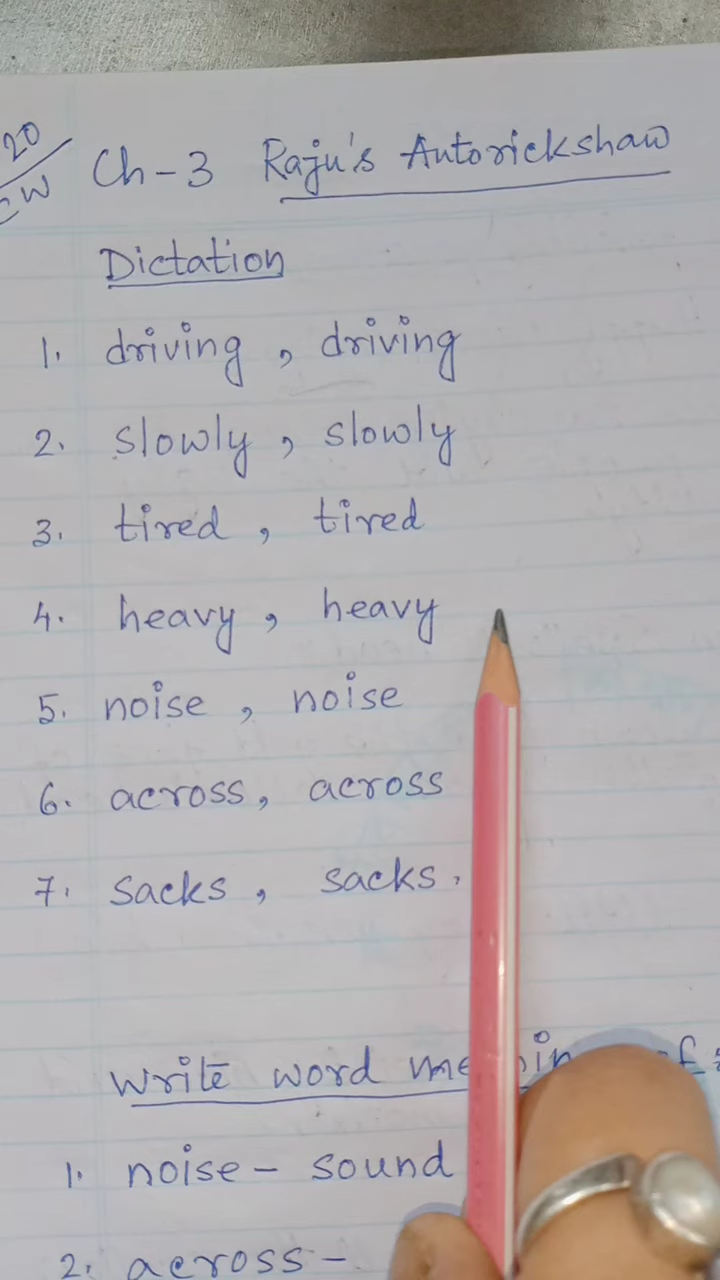 20
CW
Ch-3 Raju's Autorickshaw
Dictation
1. driving, driving
2. slowly, slowly
3. tired, tired
4. heavy, heavy
5. noise, noise
6. across, across
7. sacks, sacks.
Write word of
1. noise - sound
2. across -